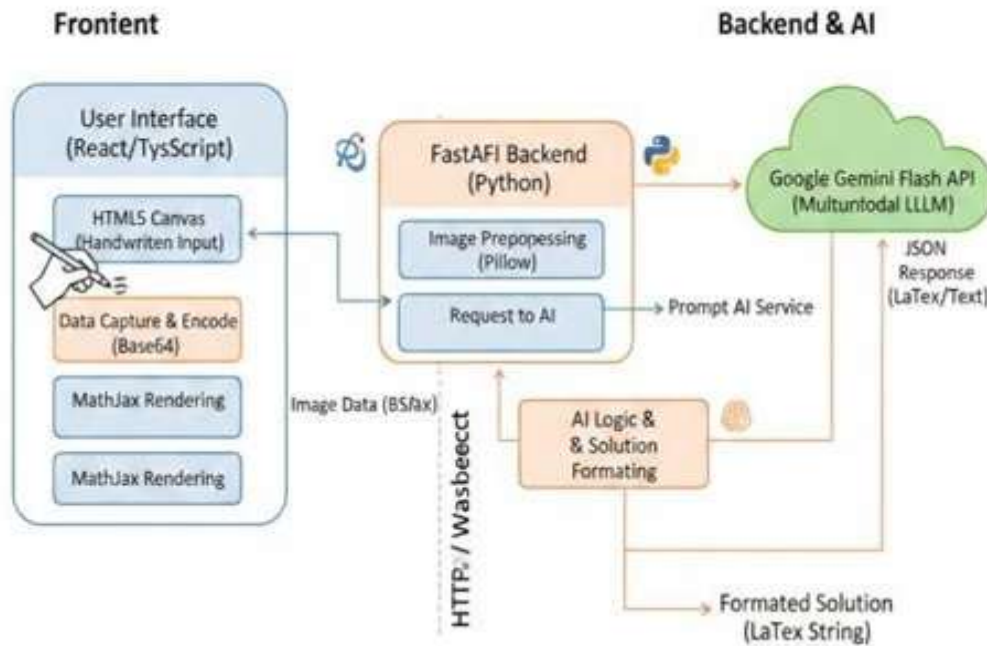 Fronient
Backend & AI
User Interface
(React/TysScript)
HTML5 Canvas
(Handwriten Input)
Data Capture & Encode
(Base64)
MathJax Rendering
MathJax Rendering
Image Data (BS/ax)
HTTP / Wasbeecct
FastAFI Backend
(Python)
Image Prepopessing
(Pillow)
Request to AI
Prompt AI Service
Google Gemini Flash API
(Multuntodal LLLM)
JSON
Response
(LaTex/Text)
AI Logic &
& Solution
Formating
Formated Solution
(LaTex String)